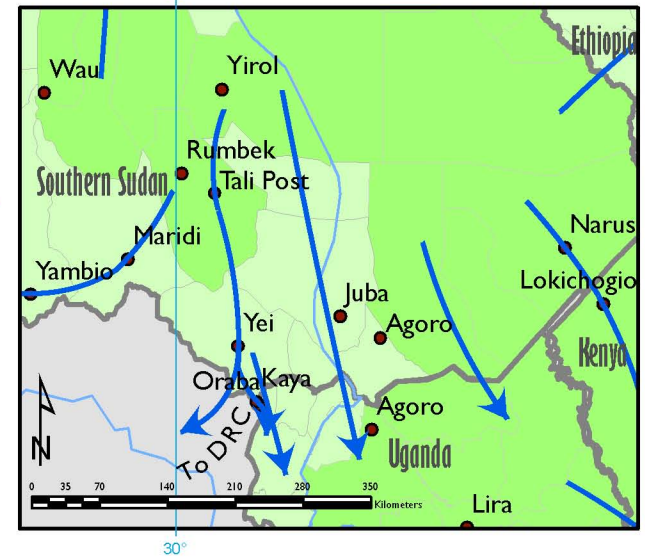 Ethiopia
Wau
Yirol
Rumbek
Southern Sudan
Tali Post
Maridi
Narus
Yambio
Lokichogio
Juba
Yei
Agoro
Kenya
Oraba
Kaya
Agoro
To DRC
N
Uganda
0 35 70 140 210 280 350
Kilometers
Lira
30°